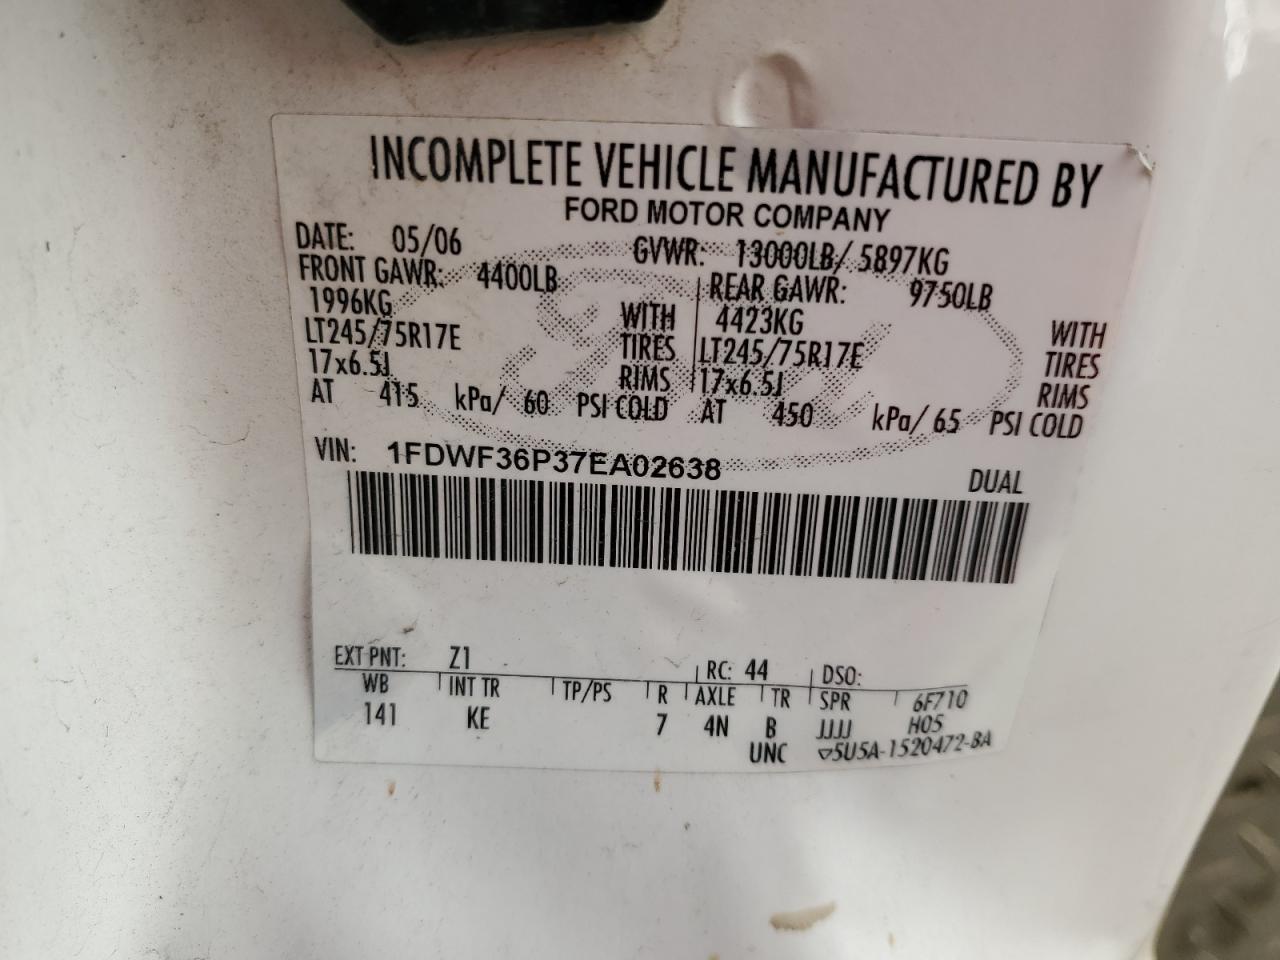 INCOMPLETE VEHICLE MANUFACTURED BY
FORD MOTOR COMPANY
DATE: 05/06 GVWR: 13000LB/ 5897KG
FRONT GAWR: 4400LB REAR GAWR: 9750LB
1996KG WITH 4423KG WITH
LT245/75R17E TIRES LT245/75R17E TIRES
17x6.5J RIMS 17x6.5J RIMS
AT 415 kPa/ 60 PSI COLD AT 450 kPa/ 65 PSI COLD
VIN: 1FDWF36P37EA02638 DUAL
EXT PNT: Z1 RC: 44 DSO:
WB INT TR TP/PS R AXLE TR SPR 6F710
141 KE 7 4N B JJJJ H05
UNC ▽5U5A-1520472-BA